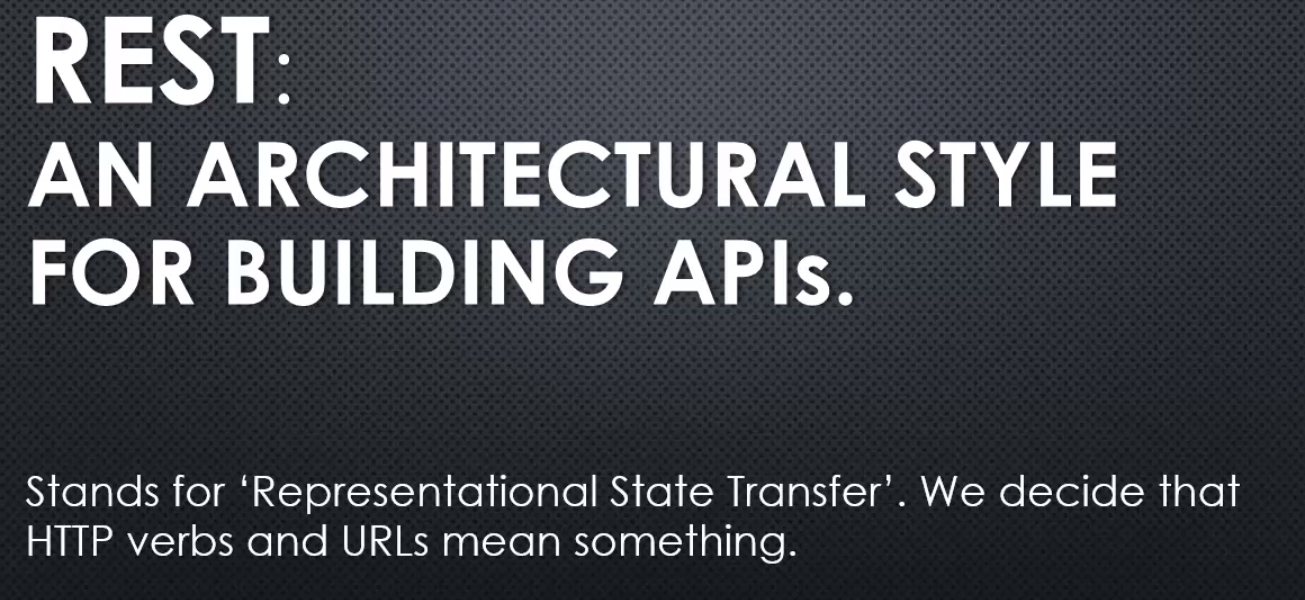 REST:
AN ARCHITECTURAL STYLE
FOR BUILDING APIs.
Stands for ‘Representational State Transfer’. We decide that
HTTP verbs and URLs mean something.